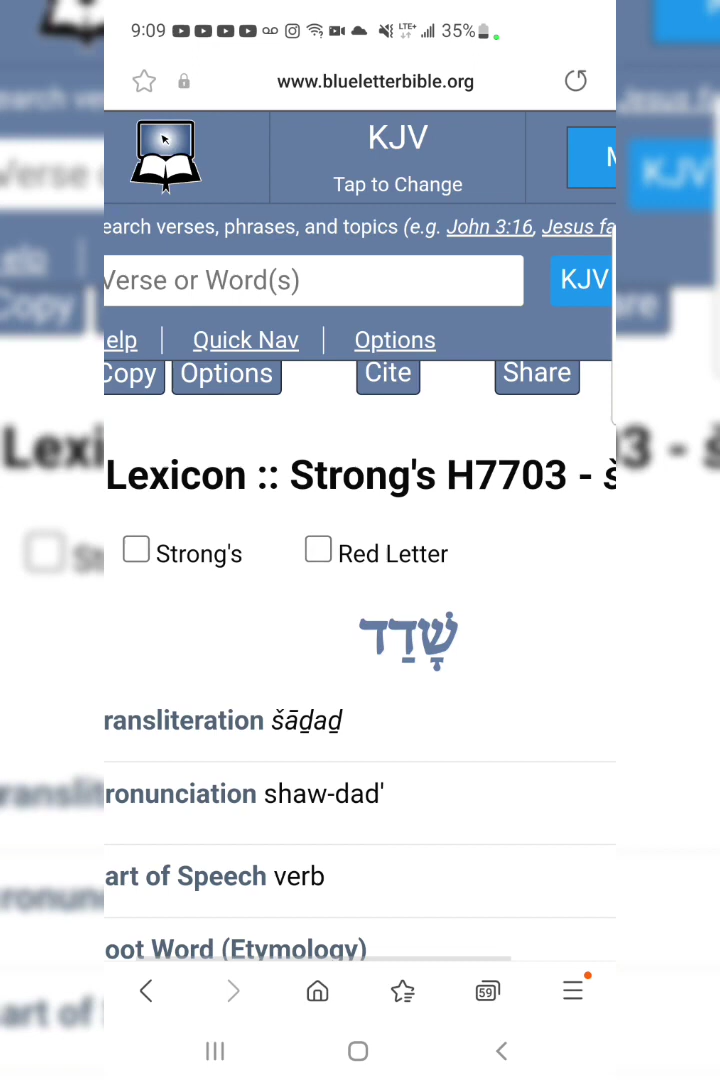 9:09 LTE+ 35%
www.blueletterbible.org
KJV
Tap to Change
earch verses, phrases, and topics (e.g. John 3:16, Jesus fa
Verse or Word(s) KJV
elp Quick Nav Options
Copy Options Cite Share
Lexicon :: Strong's H7703 - š
Strong's Red Letter
שָׁדַד
ransliteration šāḏaḏ
ronunciation shaw-dad'
art of Speech verb
oot Word (Etymology)
59